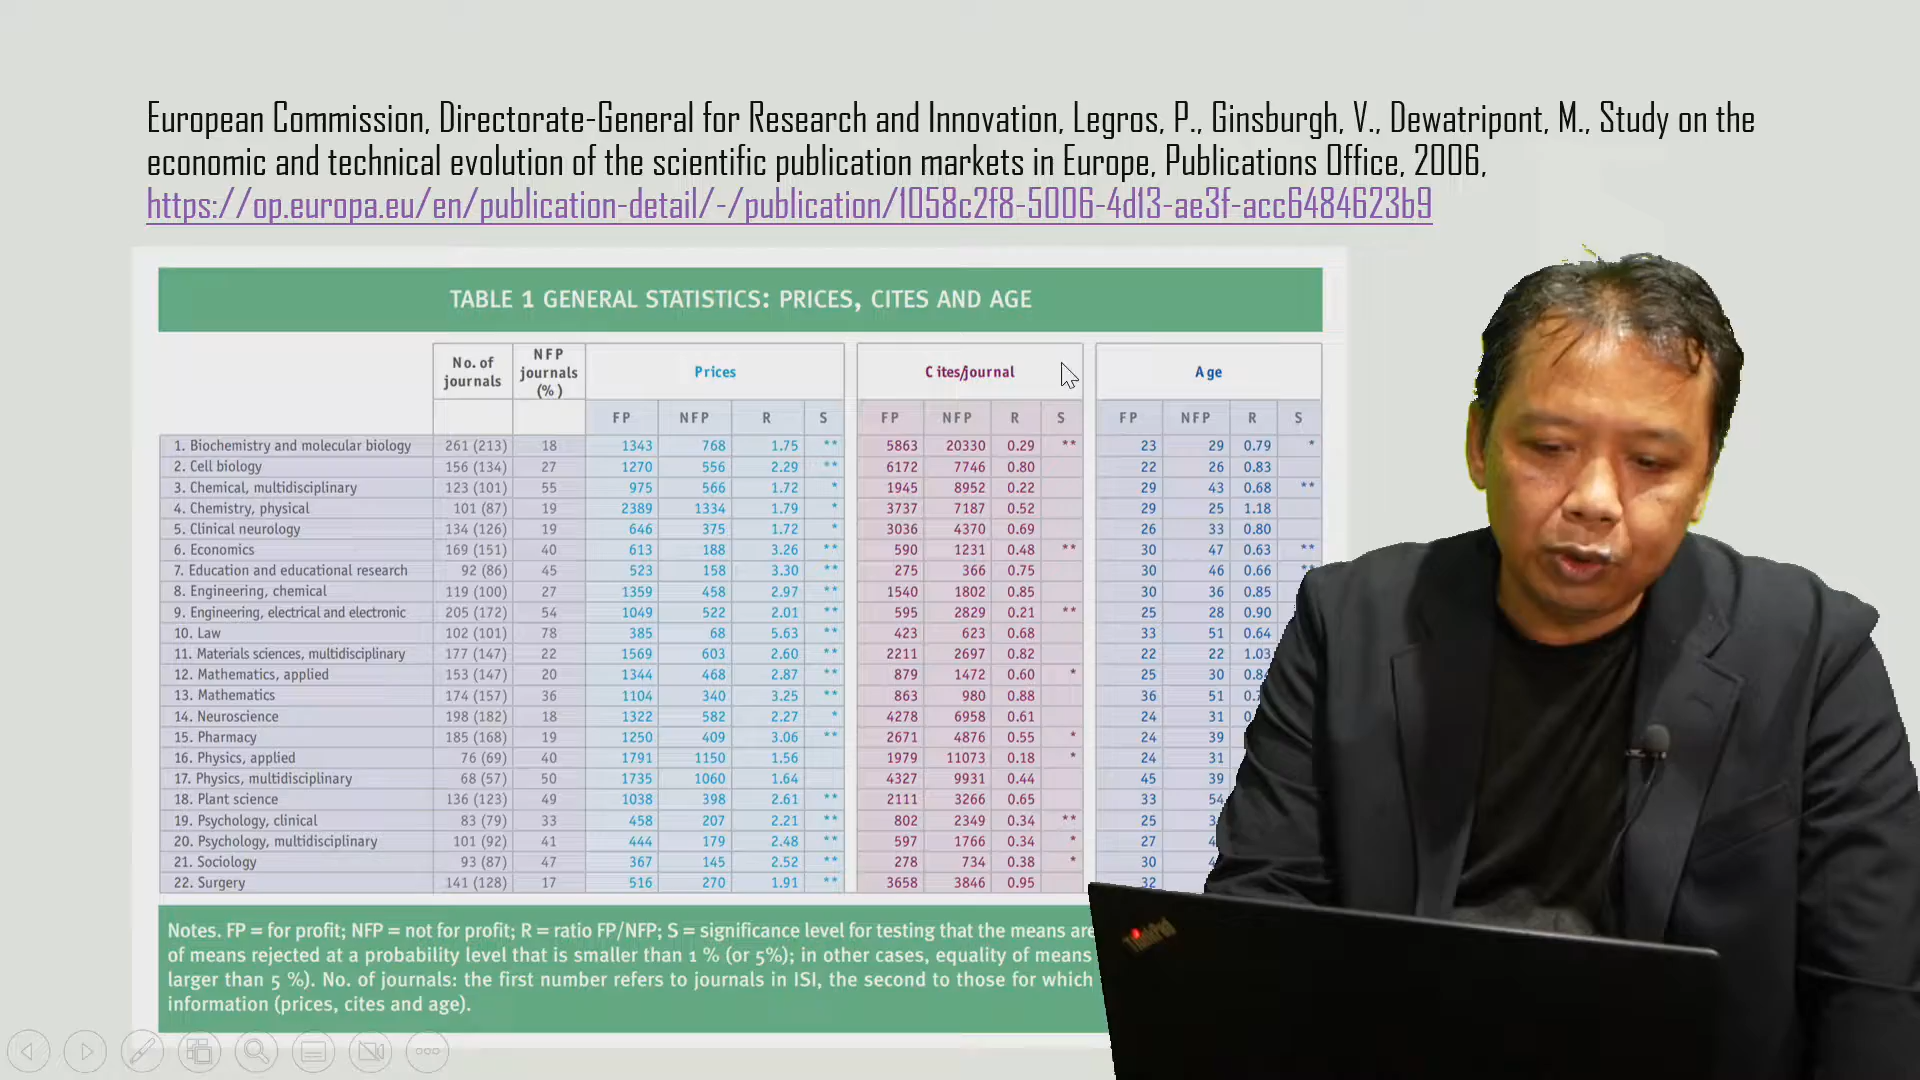 European Commission, Directorate-General for Research and Innovation, Legros, P., Ginsburgh, V., Dewatripont, M., Study on the
economic and technical evolution of the scientific publication markets in Europe, Publications Office, 2006,
https://op.europa.eu/en/publication-detail/-/publication/1058c2f8-5006-4d13-ae3f-acc6484623b9
TABLE 1 GENERAL STATISTICS: PRICES, CITES AND AGE
No. of journals NFP journals (%) Prices Cites/journal Age
FP NFP R S FP NFP R S FP NFP R S
1. Biochemistry and molecular biology 261 (213) 18 1343 768 1.75 ** 5863 20330 0.29 ** 23 29 0.79 *
2. Cell biology 156 (134) 27 1270 556 2.29 ** 6172 7746 0.80 22 26 0.83
3. Chemical, multidisciplinary 123 (101) 55 975 566 1.72 * 1945 8952 0.22 29 43 0.68 **
4. Chemistry, physical 101 (87) 19 2389 1334 1.79 * 3737 7187 0.52 29 25 1.18
5. Clinical neurology 134 (126) 19 646 375 1.72 * 3036 4370 0.69 26 33 0.80
6. Economics 169 (151) 40 613 188 3.26 ** 590 1231 0.48 ** 30 47 0.63 **
7. Education and educational research 92 (86) 45 523 158 3.30 ** 275 366 0.75 30 46 0.66
8. Engineering, chemical 119 (100) 27 1359 458 2.97 ** 1540 1802 0.85 30 36 0.85
9. Engineering, electrical and electronic 205 (172) 54 1049 522 2.01 ** 595 2829 0.21 ** 25 28 0.90
10. Law 102 (101) 78 385 68 5.63 ** 423 623 0.68 33 51 0.64
11. Materials sciences, multidisciplinary 177 (147) 22 1569 603 2.60 ** 2211 2697 0.82 22 22 1.03
12. Mathematics, applied 153 (147) 20 1344 468 2.87 ** 879 1472 0.60 * 25 30
13. Mathematics 174 (157) 36 1104 340 3.25 ** 863 980 0.88 36 51
14. Neuroscience 198 (182) 18 1322 582 2.27 * 4278 6958 0.61 24 31
15. Pharmacy 185 (168) 19 1250 409 3.06 ** 2671 4876 0.55 * 24 39
16. Physics, applied 76 (69) 40 1791 1150 1.56 1979 11073 0.18 * 24 31
17. Physics, multidisciplinary 68 (57) 50 1735 1060 1.64 4327 9931 0.44 45 39
18. Plant science 136 (123) 49 1038 398 2.61 ** 2111 3266 0.65 33 54
19. Psychology, clinical 83 (79) 33 458 207 2.21 ** 802 2349 0.34 ** 25
20. Psychology, multidisciplinary 101 (92) 41 444 179 2.48 ** 597 1766 0.34 * 27
21. Sociology 93 (87) 47 367 145 2.52 ** 278 734 0.38 * 30
22. Surgery 141 (128) 17 516 270 1.91 ** 3658 3846 0.95 32
Notes. FP = for profit; NFP = not for profit; R = ratio FP/NFP; S = significance level for testing that the means are
of means rejected at a probability level that is smaller than 1 % (or 5%); in other cases, equality of means
larger than 5 %). No. of journals: the first number refers to journals in ISI, the second to those for which
information (prices, cites and age).
ThinkPad